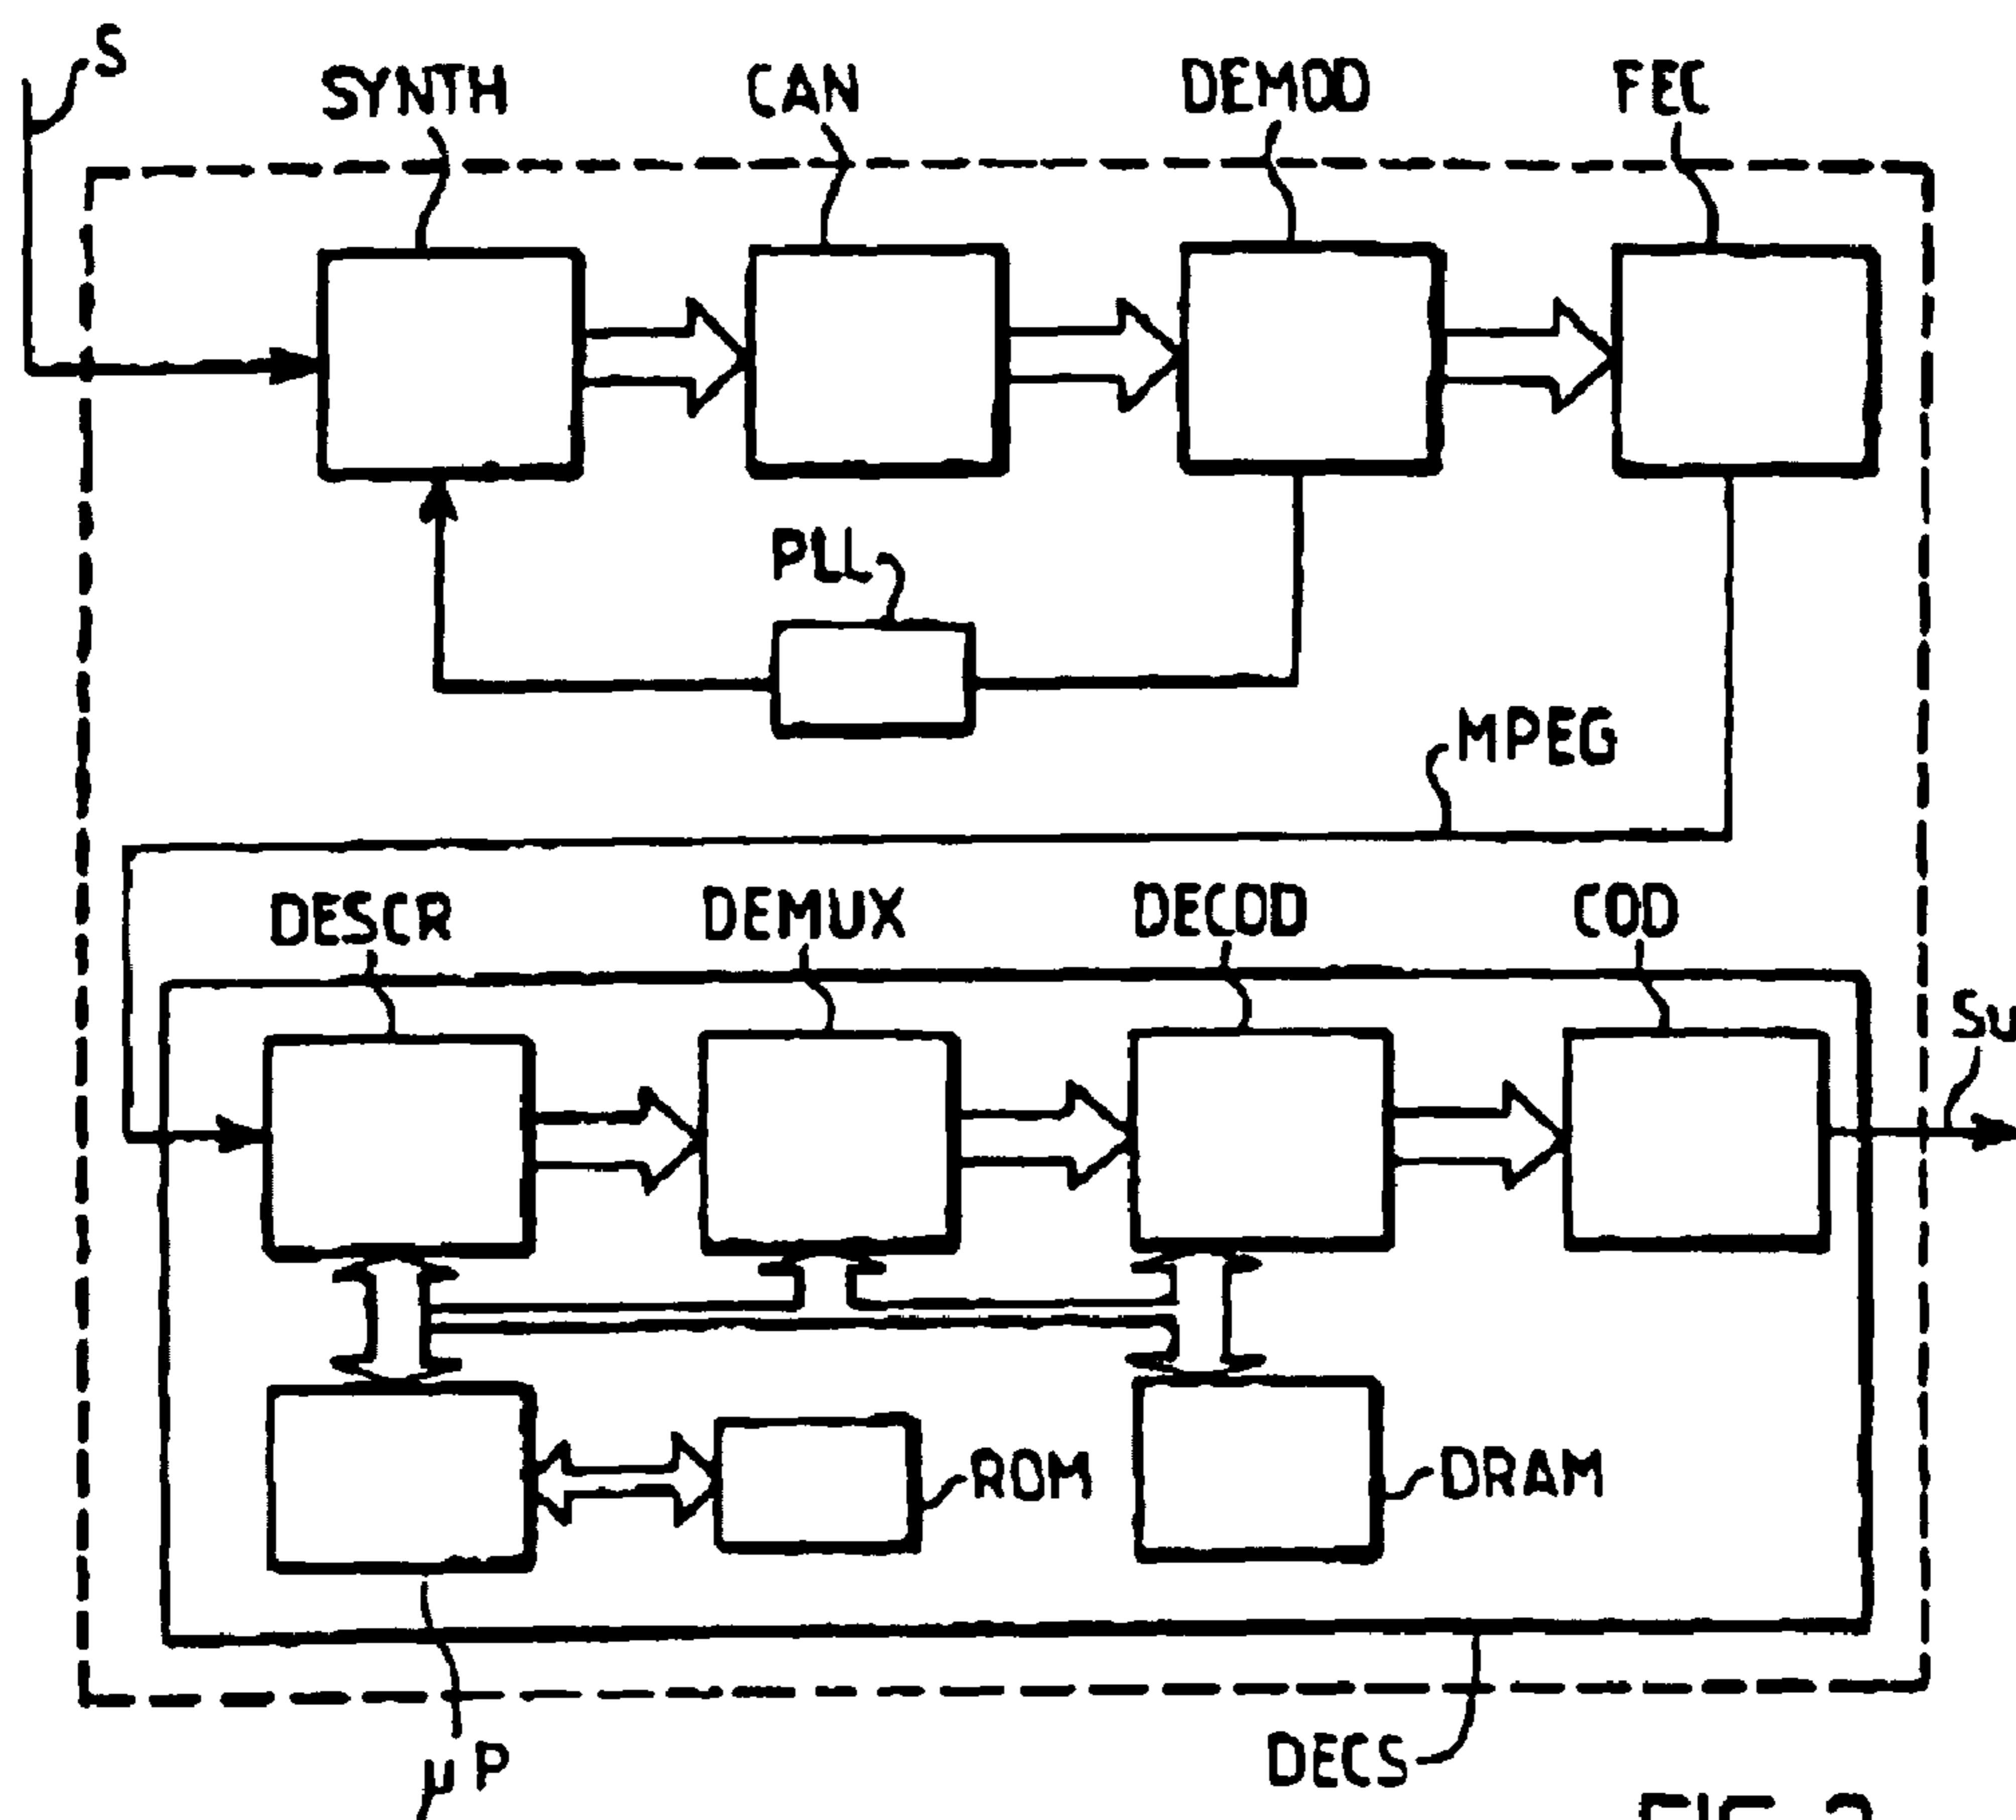 S
SYNTH
CAN
DEMOD
FEC
PLL
MPEG
DESCR
DEMUX
DECOD
COD
Su
ROM
DRAM
µP
DECS